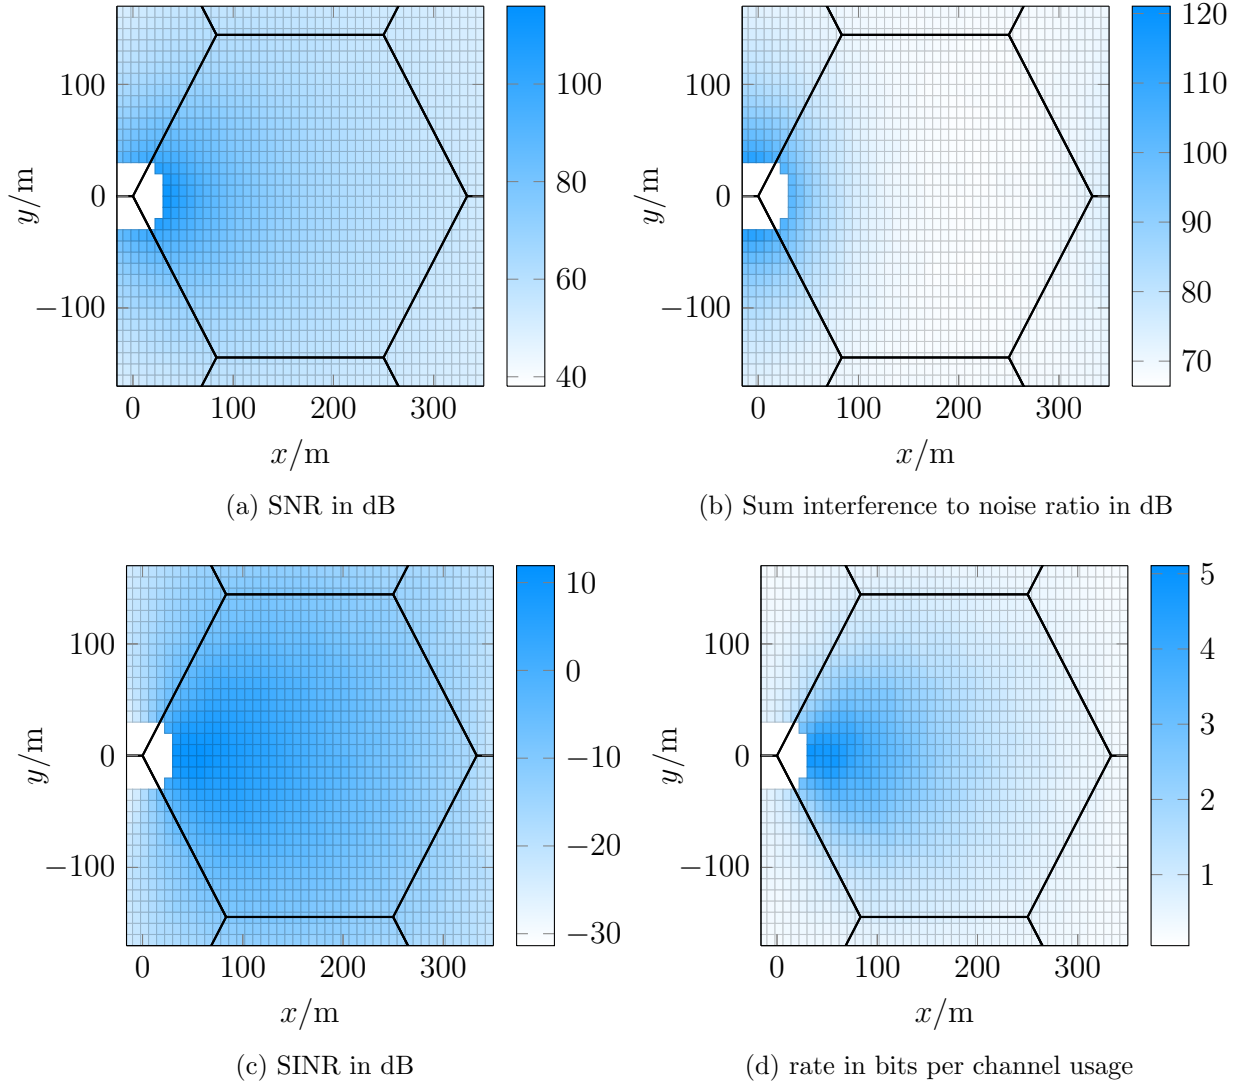 100
0
−100
y/m
0 100 200 300
x/m
100
80
60
40
(a) SNR in dB
100
0
−100
y/m
0 100 200 300
x/m
120
110
100
90
80
70
(b) Sum interference to noise ratio in dB
100
0
−100
y/m
0 100 200 300
x/m
10
0
−10
−20
−30
(c) SINR in dB
100
0
−100
y/m
0 100 200 300
x/m
5
4
3
2
1
(d) rate in bits per channel usage